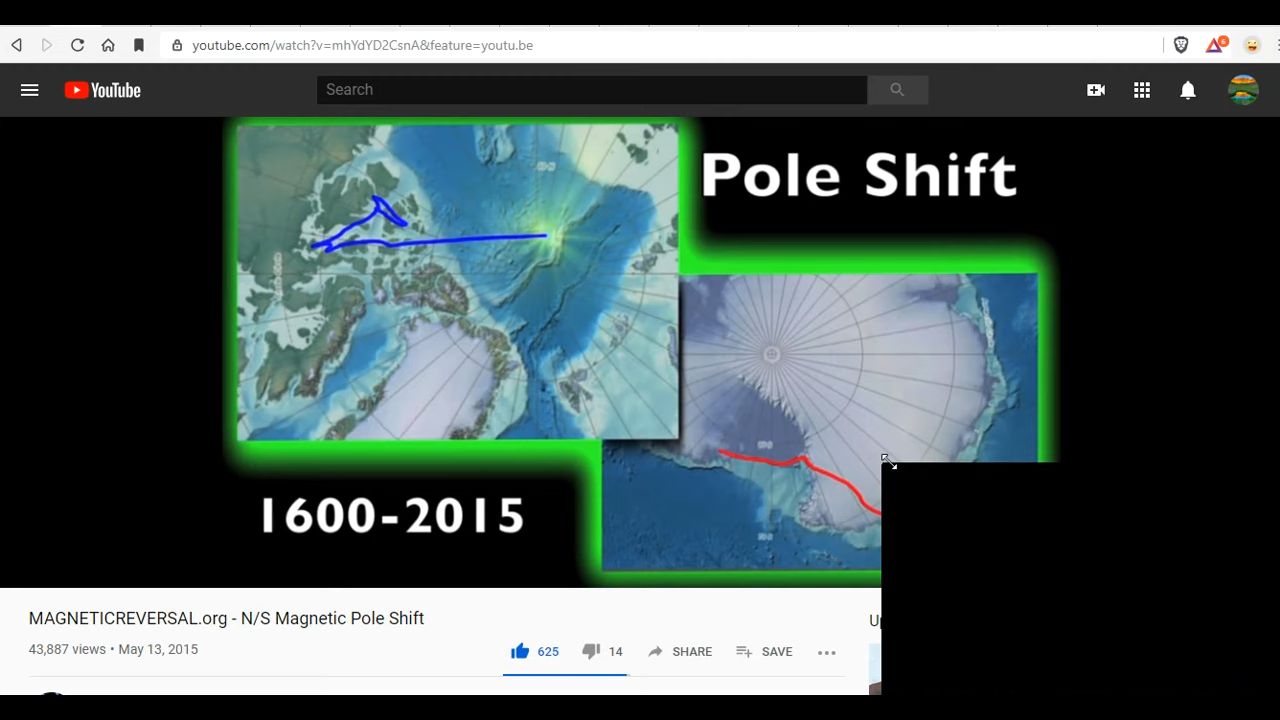 youtube.com/watch?v=mhYdYD2CsnA&feature=youtu.be
6
YouTube
Search
Pole Shift
1600-2015
MAGNETICREVERSAL.org - N/S Magnetic Pole Shift
43,887 views • May 13, 2015
625
14
SHARE
SAVE